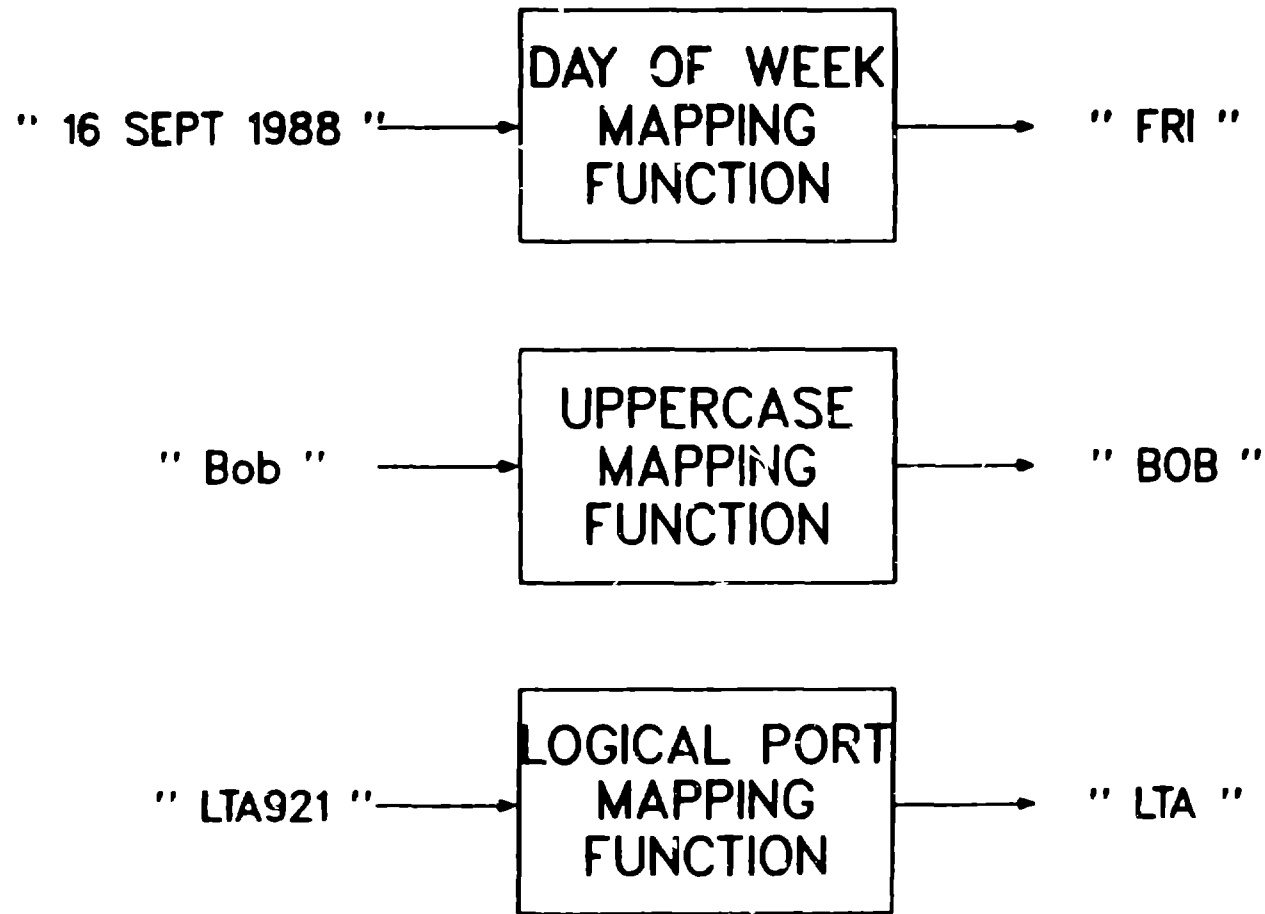 " 16 SEPT 1988 "
DAY OF WEEK
MAPPING
FUNCTION
" FRI "
" Bob "
UPPERCASE
MAPPING
FUNCTION
" BOB "
" LTA921 "
LOGICAL PORT
MAPPING
FUNCTION
" LTA "